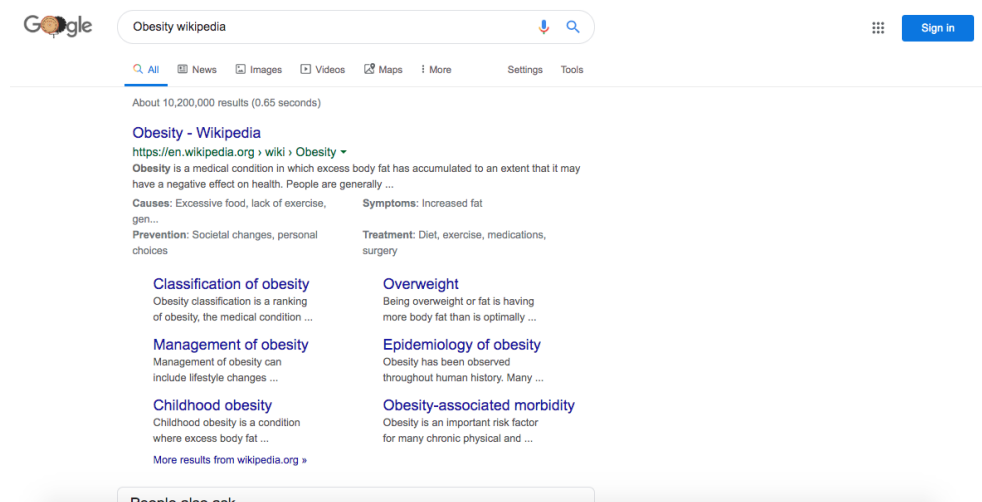 Google
Obesity wikipedia
Sign in
All News Images Videos Maps More Settings Tools
About 10,200,000 results (0.65 seconds)
Obesity - Wikipedia
https://en.wikipedia.org › wiki › Obesity
Obesity is a medical condition in which excess body fat has accumulated to an extent that it may
have a negative effect on health. People are generally ...
Causes: Excessive food, lack of exercise,
gen...
Symptoms: Increased fat
Prevention: Societal changes, personal
choices
Treatment: Diet, exercise, medications,
surgery
Classification of obesity
Obesity classification is a ranking
of obesity, the medical condition ...
Overweight
Being overweight or fat is having
more body fat than is optimally ...
Management of obesity
Management of obesity can
include lifestyle changes ...
Epidemiology of obesity
Obesity has been observed
throughout human history. Many ...
Childhood obesity
Childhood obesity is a condition
where excess body fat ...
Obesity-associated morbidity
Obesity is an important risk factor
for many chronic physical and ...
More results from wikipedia.org »
People also ask